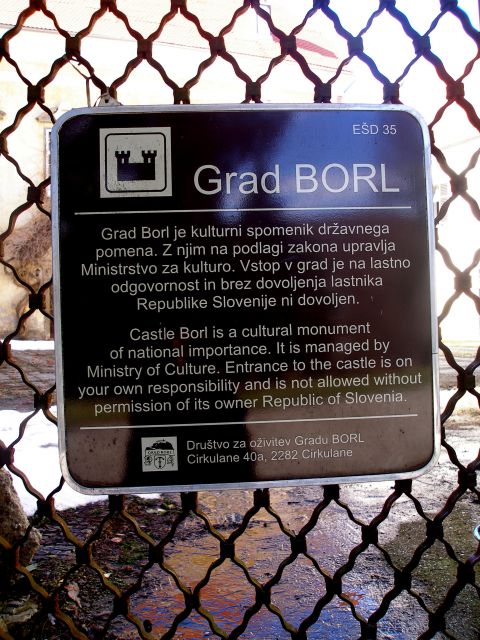 EŠD 35
Grad BORL
Grad Borl je kulturni spomenik državnega
pomena. Z njim na podlagi zakona upravlja
Ministrstvo za kulturo. Vstop v grad je na lastno
odgovornost in brez dovoljenja lastnika
Republike Slovenije ni dovoljen.
Castle Borl is a cultural monument
of national importance. It is managed by
Ministry of Culture. Entrance to the castle is on
your own responsibility and is not allowed without
permission of its owner Republic of Slovenia.
GRAD BORL
Društvo za oživitev Gradu BORL
Cirkulane 40a, 2282 Cirkulane